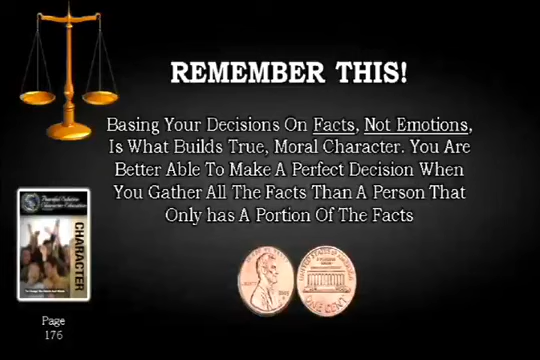 REMEMBER THIS!
Basing Your Decisions On Facts, Not Emotions,
Is What Builds True, Moral Character. You Are
Better Able To Make A Perfect Decision When
You Gather All The Facts Than A Person That
Only has A Portion Of The Facts
CHARACTER
ONE CENT
Page
176